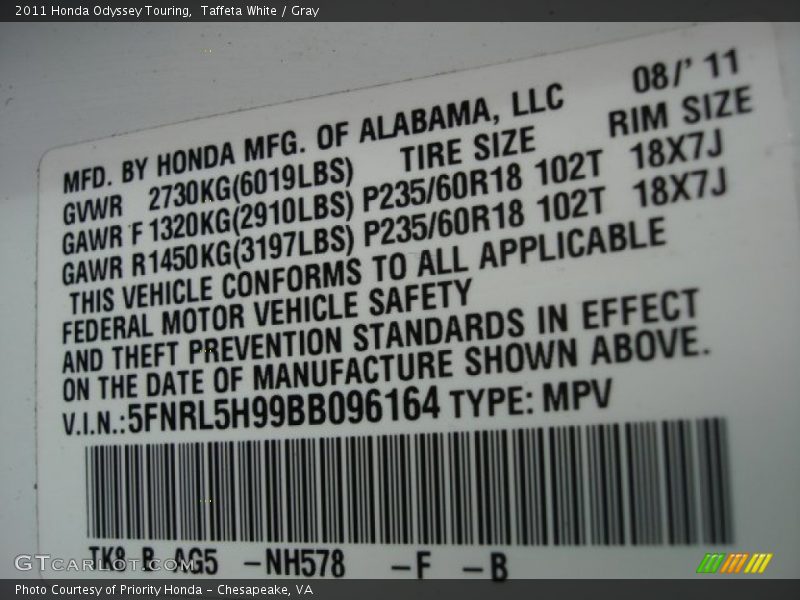 2011 Honda Odyssey Touring,  Taffeta White / Gray
MFD. BY HONDA MFG. OF ALABAMA, LLC 08/' 11
GVWR 2730KG(6019LBS) TIRE SIZE RIM SIZE
GAWR F 1320KG(2910LBS) P235/60R18 102T 18X7J
GAWR R1450KG(3197LBS) P235/60R18 102T 18X7J
THIS VEHICLE CONFORMS TO ALL APPLICABLE
FEDERAL MOTOR VEHICLE SAFETY
AND THEFT PREVENTION STANDARDS IN EFFECT
ON THE DATE OF MANUFACTURE SHOWN ABOVE.
V.I.N.:5FNRL5H99BB096164 TYPE: MPV
TK8 B AG5 -NH578 -F -B
GTcarlot.com
Photo Courtesy of Priority Honda - Chesapeake, VA